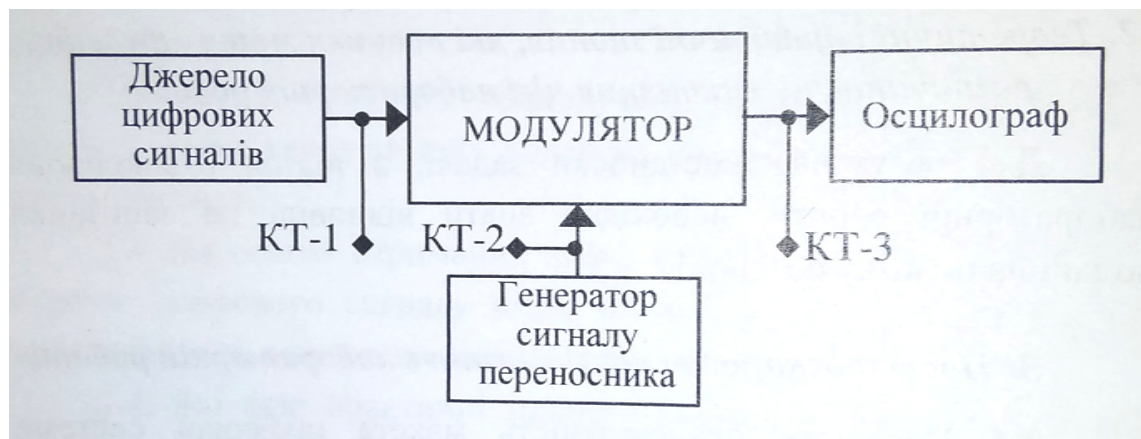 Джерело
цифрових
сигналів
МОДУЛЯТОР
Осцилограф
КТ-1
КТ-2
КТ-3
Генератор
сигналу
переносника